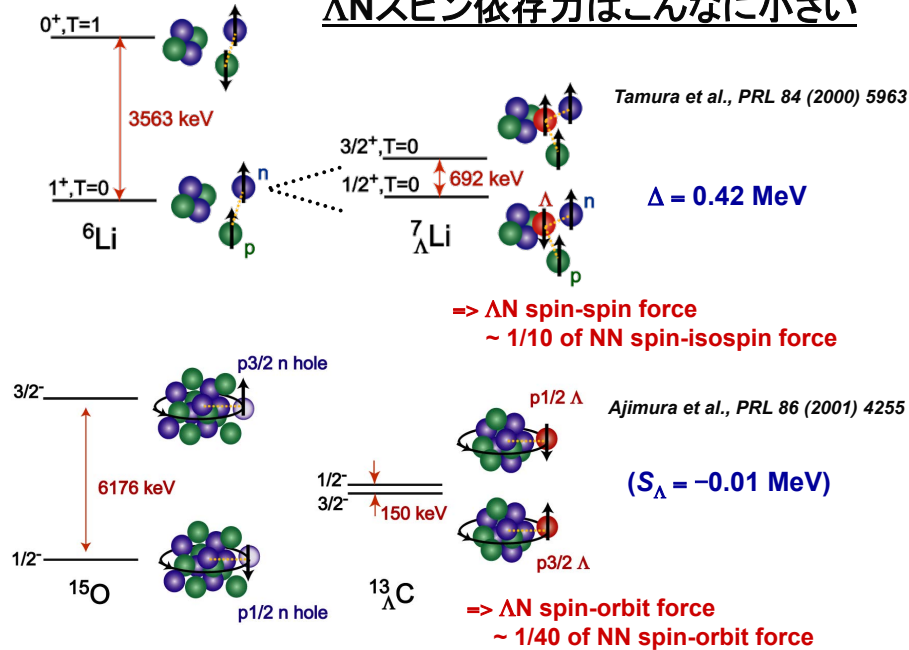 ΛNスピン依存力はこんなに小さい
0⁺,T=1
3563 keV
1⁺,T=0
⁶Li
n
p
Tamura et al., PRL 84 (2000) 5963
3/2⁺,T=0
1/2⁺,T=0
692 keV
⁷ΛLi
Λ
n
p
Δ = 0.42 MeV
=> ΛN spin-spin force
~ 1/10 of NN spin-isospin force
p3/2 n hole
3/2⁻
6176 keV
1/2⁻
¹⁵O
p1/2 n hole
p1/2 Λ
Ajimura et al., PRL 86 (2001) 4255
1/2⁻
3/2⁻
150 keV
(S_Λ = −0.01 MeV)
p3/2 Λ
¹³ΛC
=> ΛN spin-orbit force
~ 1/40 of NN spin-orbit force